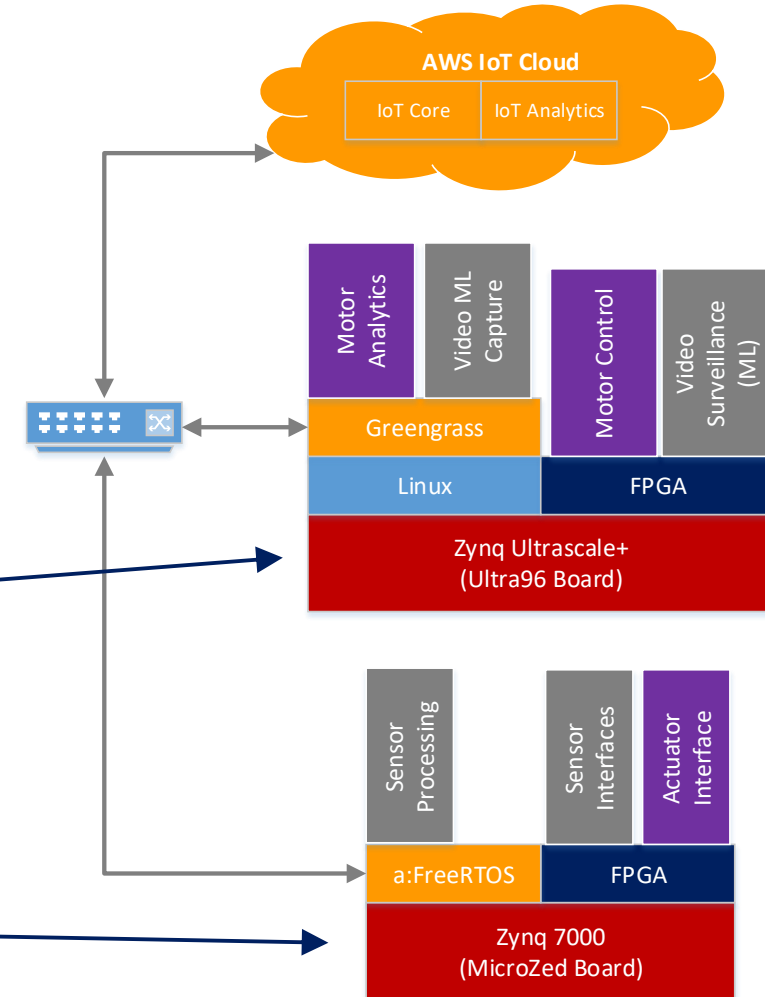 AWS IoT Cloud
IoT Core
IoT Analytics
Motor
Analytics
Video ML
Capture
Motor Control
Video
Surveillance
(ML)
Greengrass
Linux
FPGA
Zynq Ultrascale+
(Ultra96 Board)
Sensor
Processing
Sensor
Interfaces
Actuator
Interface
a:FreeRTOS
FPGA
Zynq 7000
(MicroZed Board)